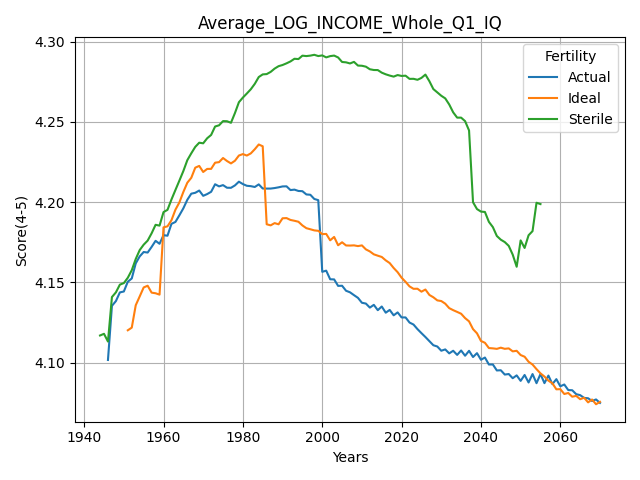 Average_LOG_INCOME_Whole_Q1_IQ
Score(4-5)
4.30
4.25
4.20
4.15
4.10
Fertility
Actual
Ideal
Sterile
1940 1960 1980 2000 2020 2040 2060
Years